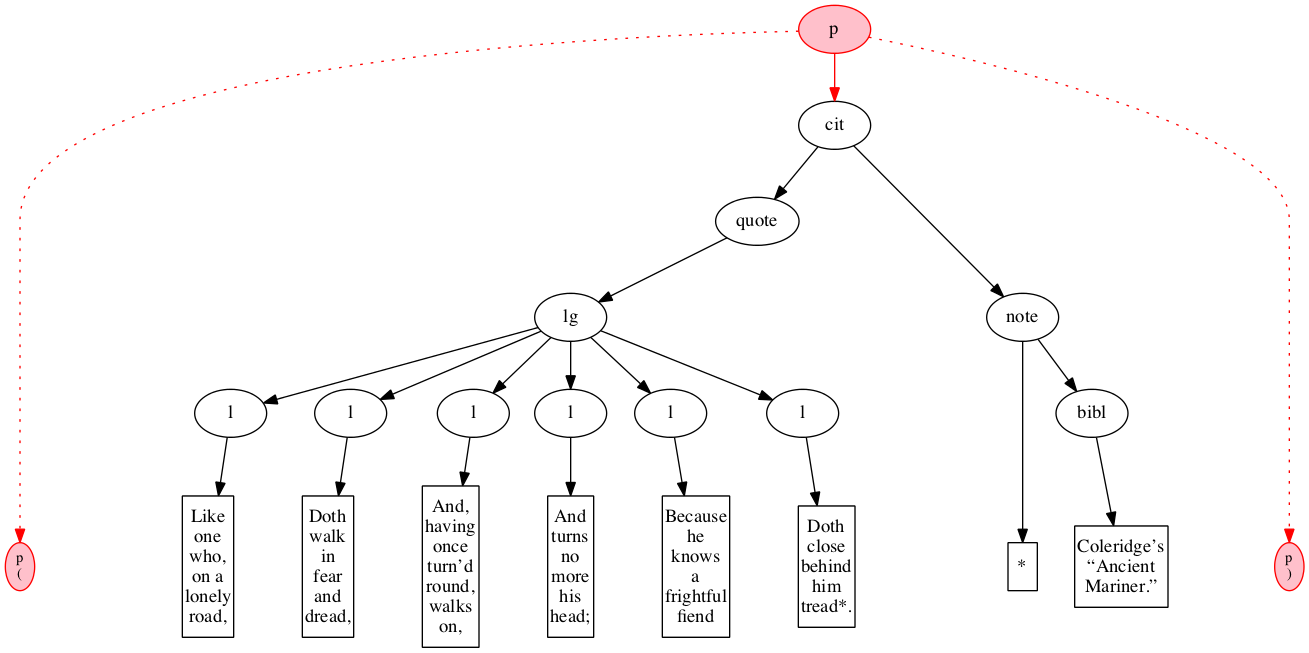 p
cit
quote
lg
note
l
l
l
l
l
l
bibl
Like
one
who,
on a
lonely
road,
Doth
walk
in
fear
and
dread,
And,
having
once
turn’d
round,
walks
on,
And
turns
no
more
his
head;
Because
he
knows
a
frightful
fiend
Doth
close
behind
him
tread*.
*
Coleridge’s
“Ancient
Mariner.”
p
(
p
)